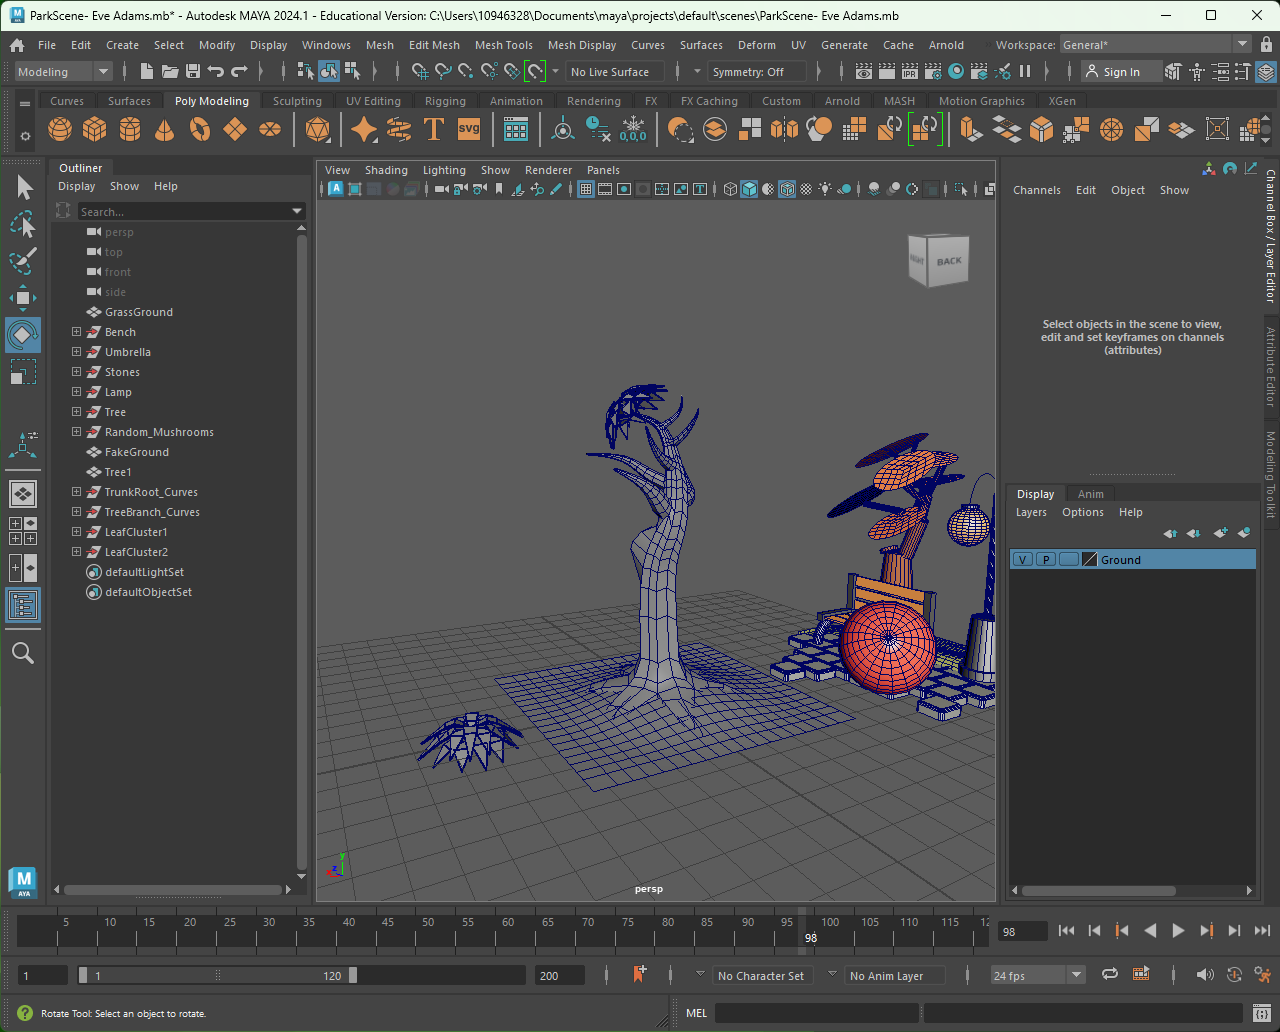 ParkScene- Eve Adams.mb* - Autodesk MAYA 2024.1 - Educational Version: C:\Users\10946328\Documents\maya\projects\default\scenes\ParkScene- Eve Adams.mb
File Edit Create Select Modify Display Windows Mesh Edit Mesh Mesh Tools Mesh Display Curves Surfaces Deform UV Generate Cache Arnold Workspace: General*
Modeling No Live Surface Symmetry: Off IPR Sign In
Curves Surfaces Poly Modeling Sculpting UV Editing Rigging Animation Rendering FX FX Caching Custom Arnold MASH Motion Graphics XGen
T SVG 0,0,0
Outliner
Display Show Help
Search...
persp
top
front
side
GrassGround
Bench
Umbrella
Stones
Lamp
Tree
Random_Mushrooms
FakeGround
Tree1
TrunkRoot_Curves
TreeBranch_Curves
LeafCluster1
LeafCluster2
defaultLightSet
defaultObjectSet
M
AYA
View Shading Lighting Show Renderer Panels
A
RIGHT BACK
y
z
x
persp
Channels Edit Object Show
Select objects in the scene to view,
edit and set keyframes on channels
(attributes)
Channel Box / Layer Editor
Attribute Editor
Modeling Toolkit
Display Anim
Layers Options Help
V P Ground
5 10 15 20 25 30 35 40 45 50 55 60 65 70 75 80 85 90 95 100 105 110 115 12
98 98
1 1 120 200 No Character Set No Anim Layer 24 fps
Rotate Tool: Select an object to rotate. MEL